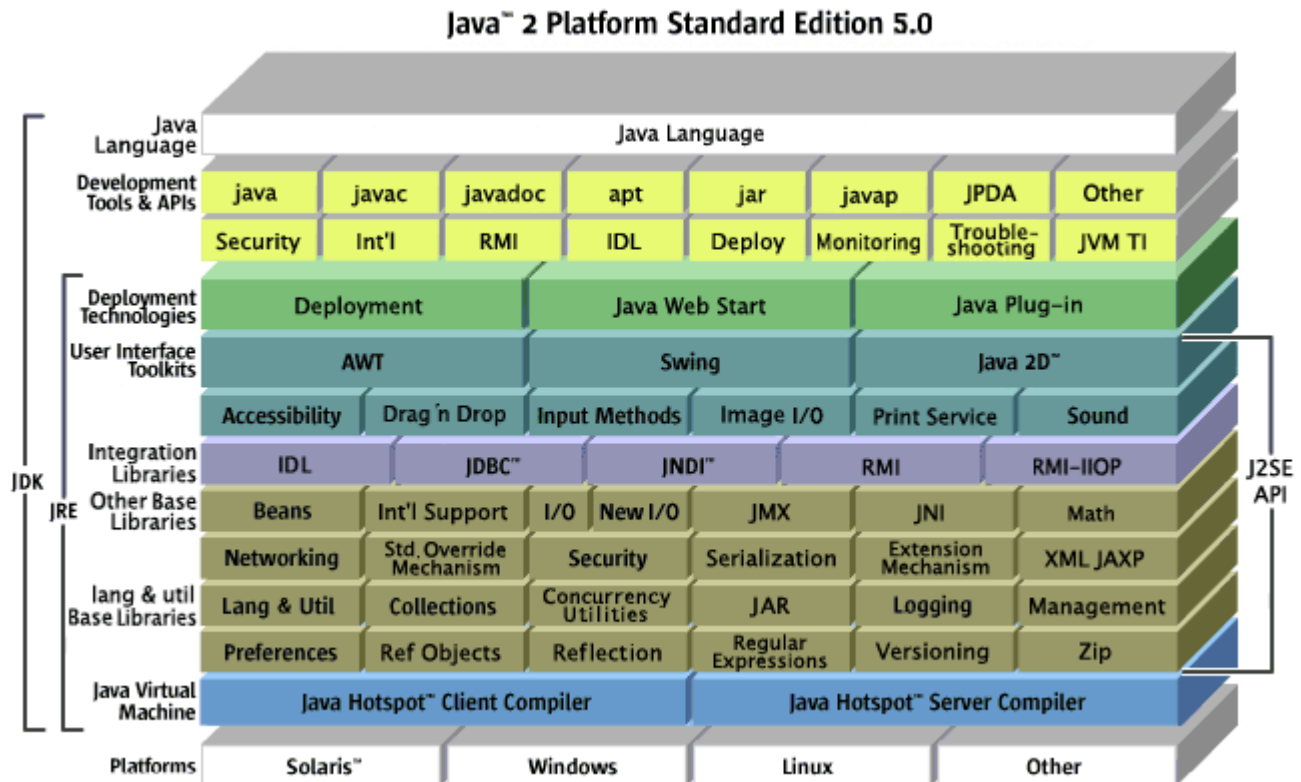 Java™ 2 Platform Standard Edition 5.0
Java
Language
Java Language
Development
Tools & APIs
java javac javadoc apt jar javap JPDA Other
Security Int'l RMI IDL Deploy Monitoring Trouble-
shooting JVM TI
Deployment
Technologies
Deployment Java Web Start Java Plug-in
User Interface
Toolkits
AWT Swing Java 2D™
Accessibility Drag 'n Drop Input Methods Image I/O Print Service Sound
Integration
Libraries
IDL JDBC™ JNDI™ RMI RMI-IIOP
Other Base
Libraries
Beans Int'l Support I/O New I/O JMX JNI Math
Networking Std. Override
Mechanism Security Serialization Extension
Mechanism XML JAXP
lang & util
Base Libraries
Lang & Util Collections Concurrency
Utilities JAR Logging Management
Preferences Ref Objects Reflection Regular
Expressions Versioning Zip
Java Virtual
Machine
Java Hotspot™ Client Compiler Java Hotspot™ Server Compiler
Platforms
Solaris™ Windows Linux Other
JDK
JRE
J2SE
API